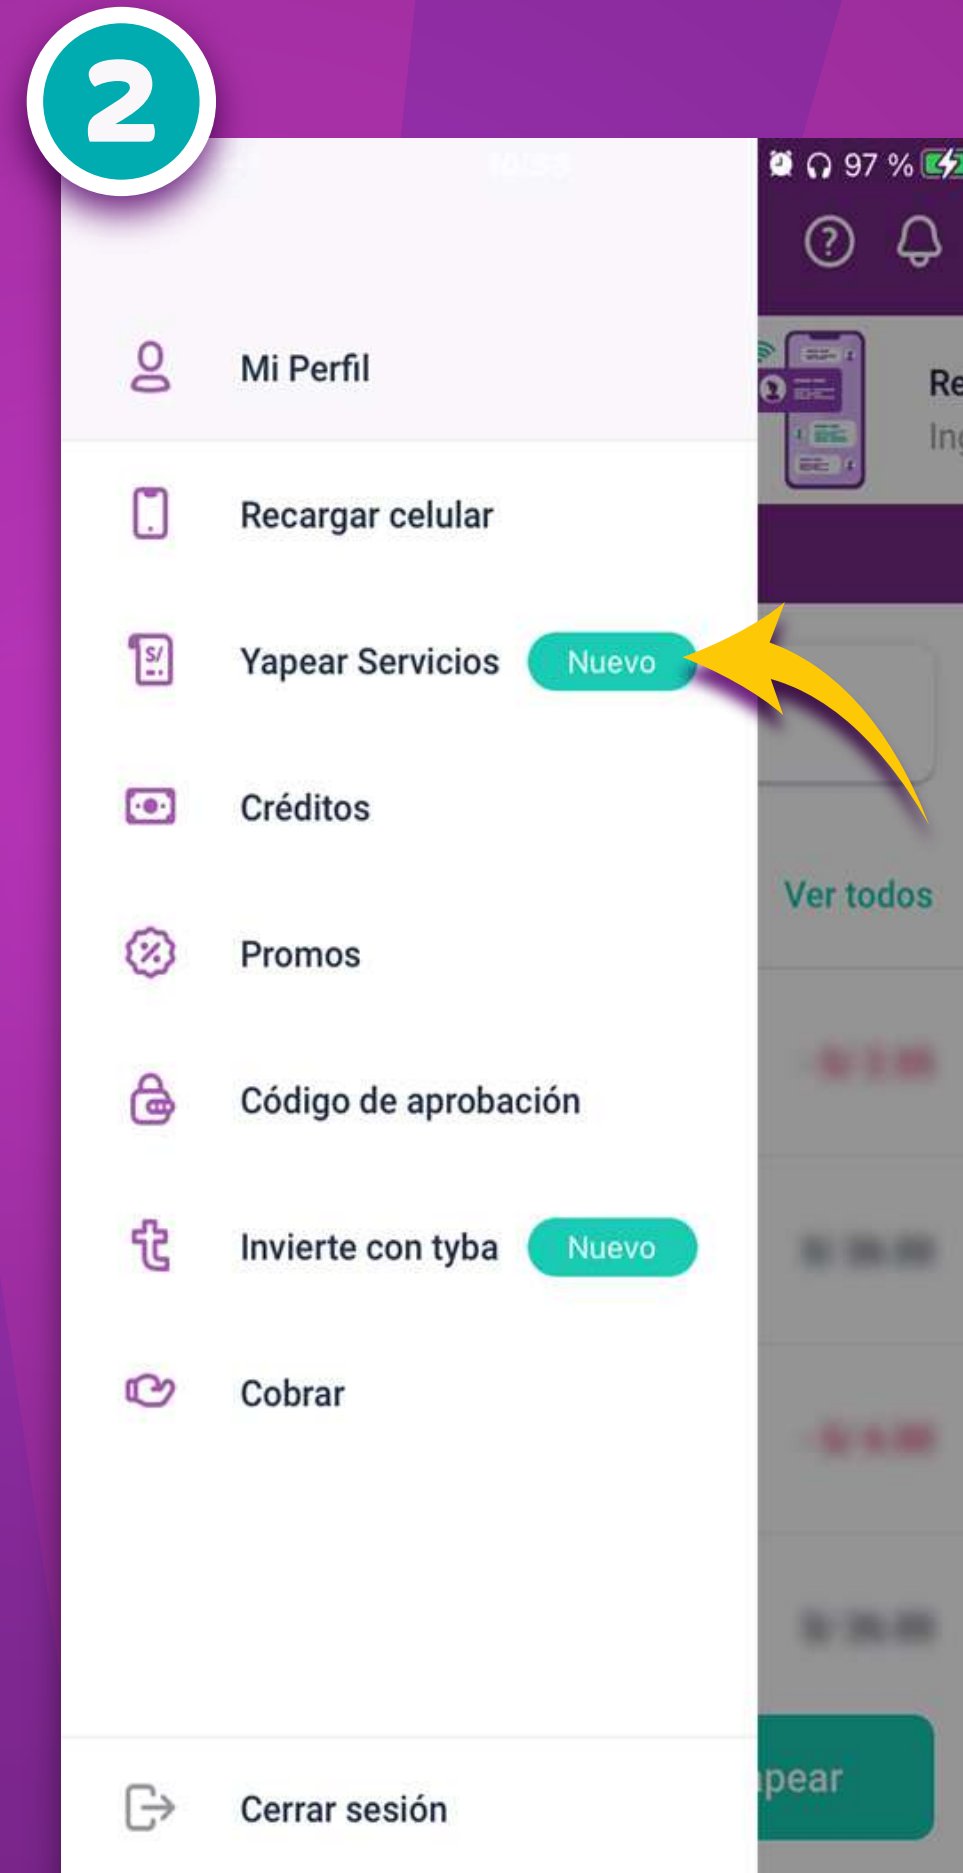 2
97 %
Mi Perfil
Re
Ing
Recargar celular
S/
Yapear Servicios
Nuevo
Créditos
Ver todos
Promos
Código de aprobación
Invierte con tyba
Nuevo
Cobrar
pear
Cerrar sesión